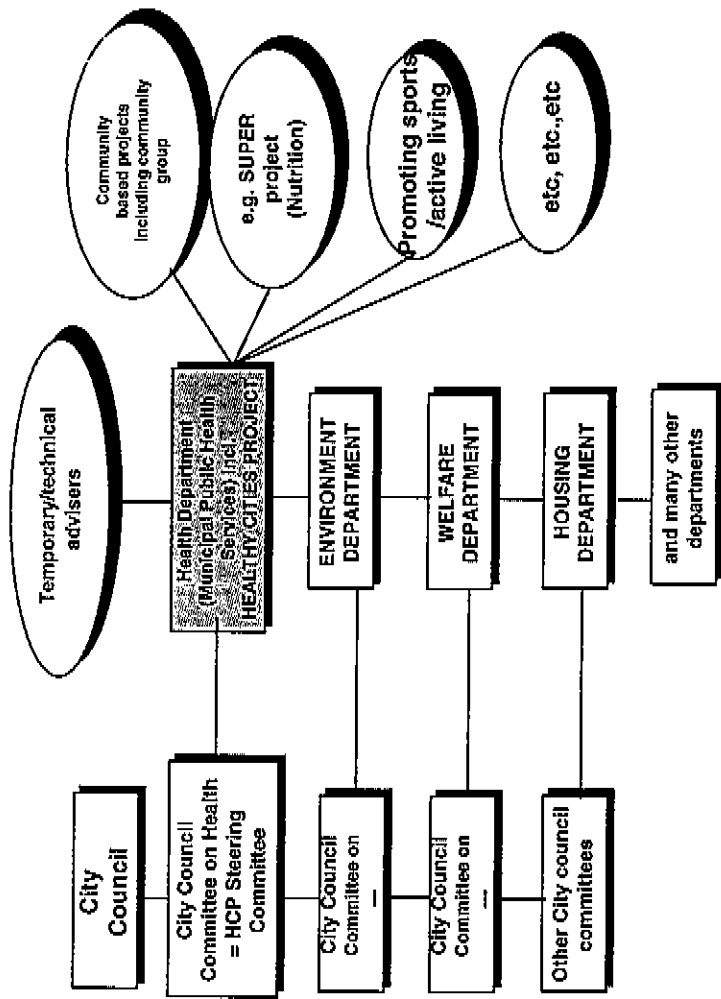 City
Council
City Council
Committee on Health
= HCP Steering
Committee
City Council
Committee on
—
City Council
Committee on
—
Other City council
committees
Temporary/technical
advisers
Health Department
(Municipal Public Health
Services) incl.
HEALTHY CITIES PROJECT
ENVIRONMENT
DEPARTMENT
WELFARE
DEPARTMENT
HOUSING
DEPARTMENT
and many other
departments
Community
based projects
including community
group
e.g. SUPER
project
(Nutrition)
Promoting sports
/active living
etc, etc.,etc